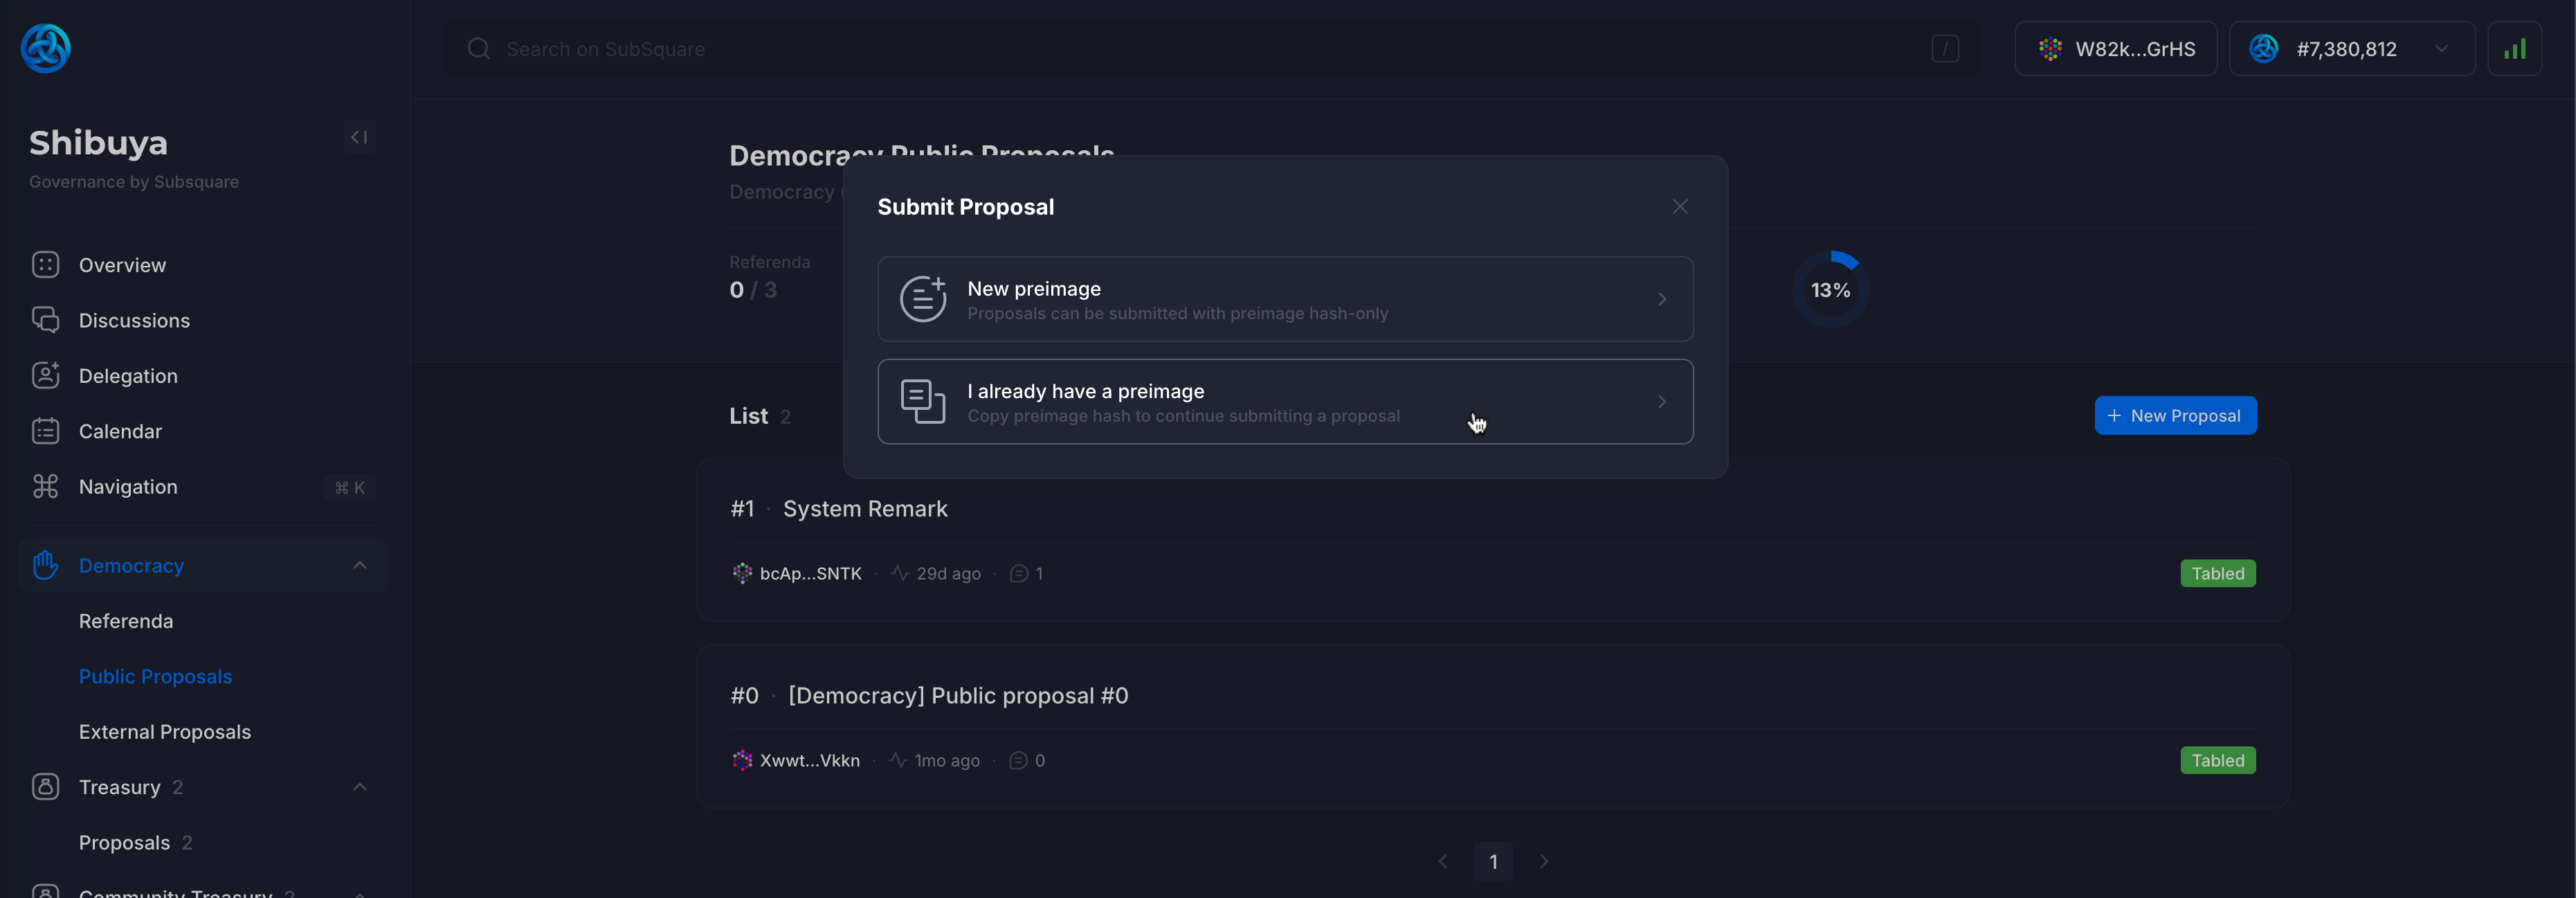 Search on SubSquare
/
W82k...GrHS
#7,380,812
Shibuya
Governance by Subsquare
Overview
Discussions
Delegation
Calendar
Navigation
⌘ K
Democracy
Referenda
Public Proposals
External Proposals
Treasury 2
Proposals 2
Community Treasury 2
Democracy Public Proposals
Democracy
Referenda
0 / 3
13%
Submit Proposal
New preimage
Proposals can be submitted with preimage hash-only
I already have a preimage
Copy preimage hash to continue submitting a proposal
List 2
+ New Proposal
#1 · System Remark
bcAp...SNTK · 29d ago · 1
Tabled
#0 · [Democracy] Public proposal #0
Xwwt...Vkkn · 1mo ago · 0
Tabled
1